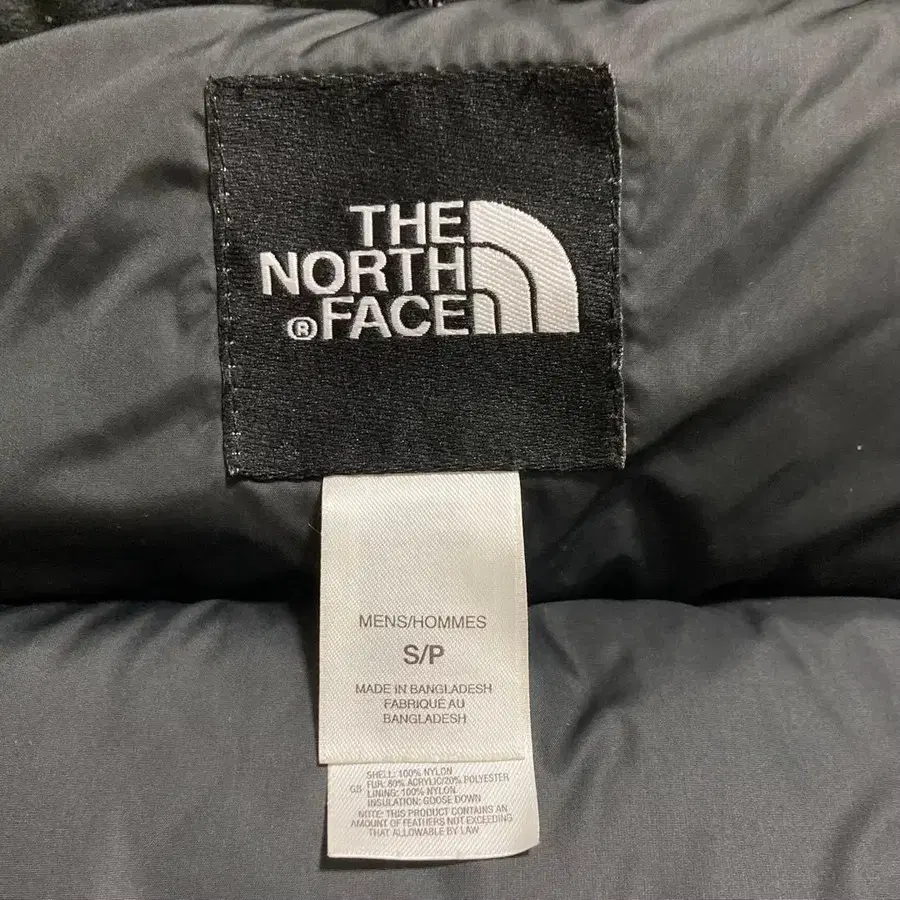 THE
NORTH
®FACE
MENS/HOMMES
S/P
MADE IN BANGLADESH
FABRIQUE AU
BANGLADESH
SHELL: 100% NYLON
FUR: 80% ACRYLIC/20% POLYESTER
GB LINING: 100% NYLON
INSULATION: GOOSE DOWN
NOTE: THIS PRODUCT CONTAINS AN
AMOUNT OF FEATHERS NOT EXCEEDING
THAT ALLOWABLE BY LAW